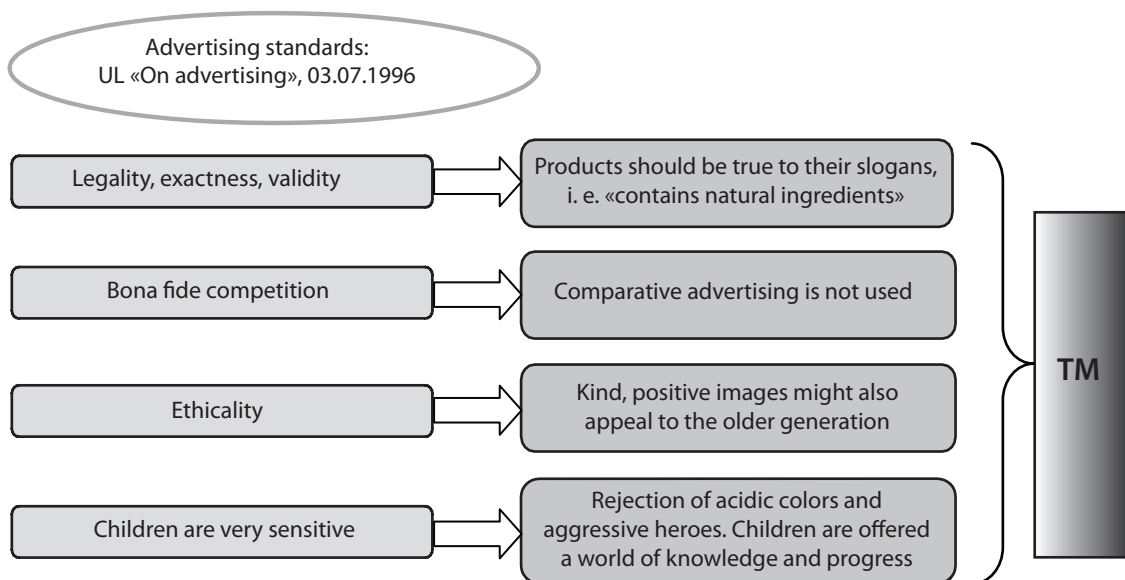 Advertising standards:
UL «On advertising», 03.07.1996
Legality, exactness, validity
Products should be true to their slogans,
i. e. «contains natural ingredients»
Bona fide competition
Comparative advertising is not used
Ethicality
Kind, positive images might also
appeal to the older generation
Children are very sensitive
Rejection of acidic colors and
aggressive heroes. Children are offered
a world of knowledge and progress
TM